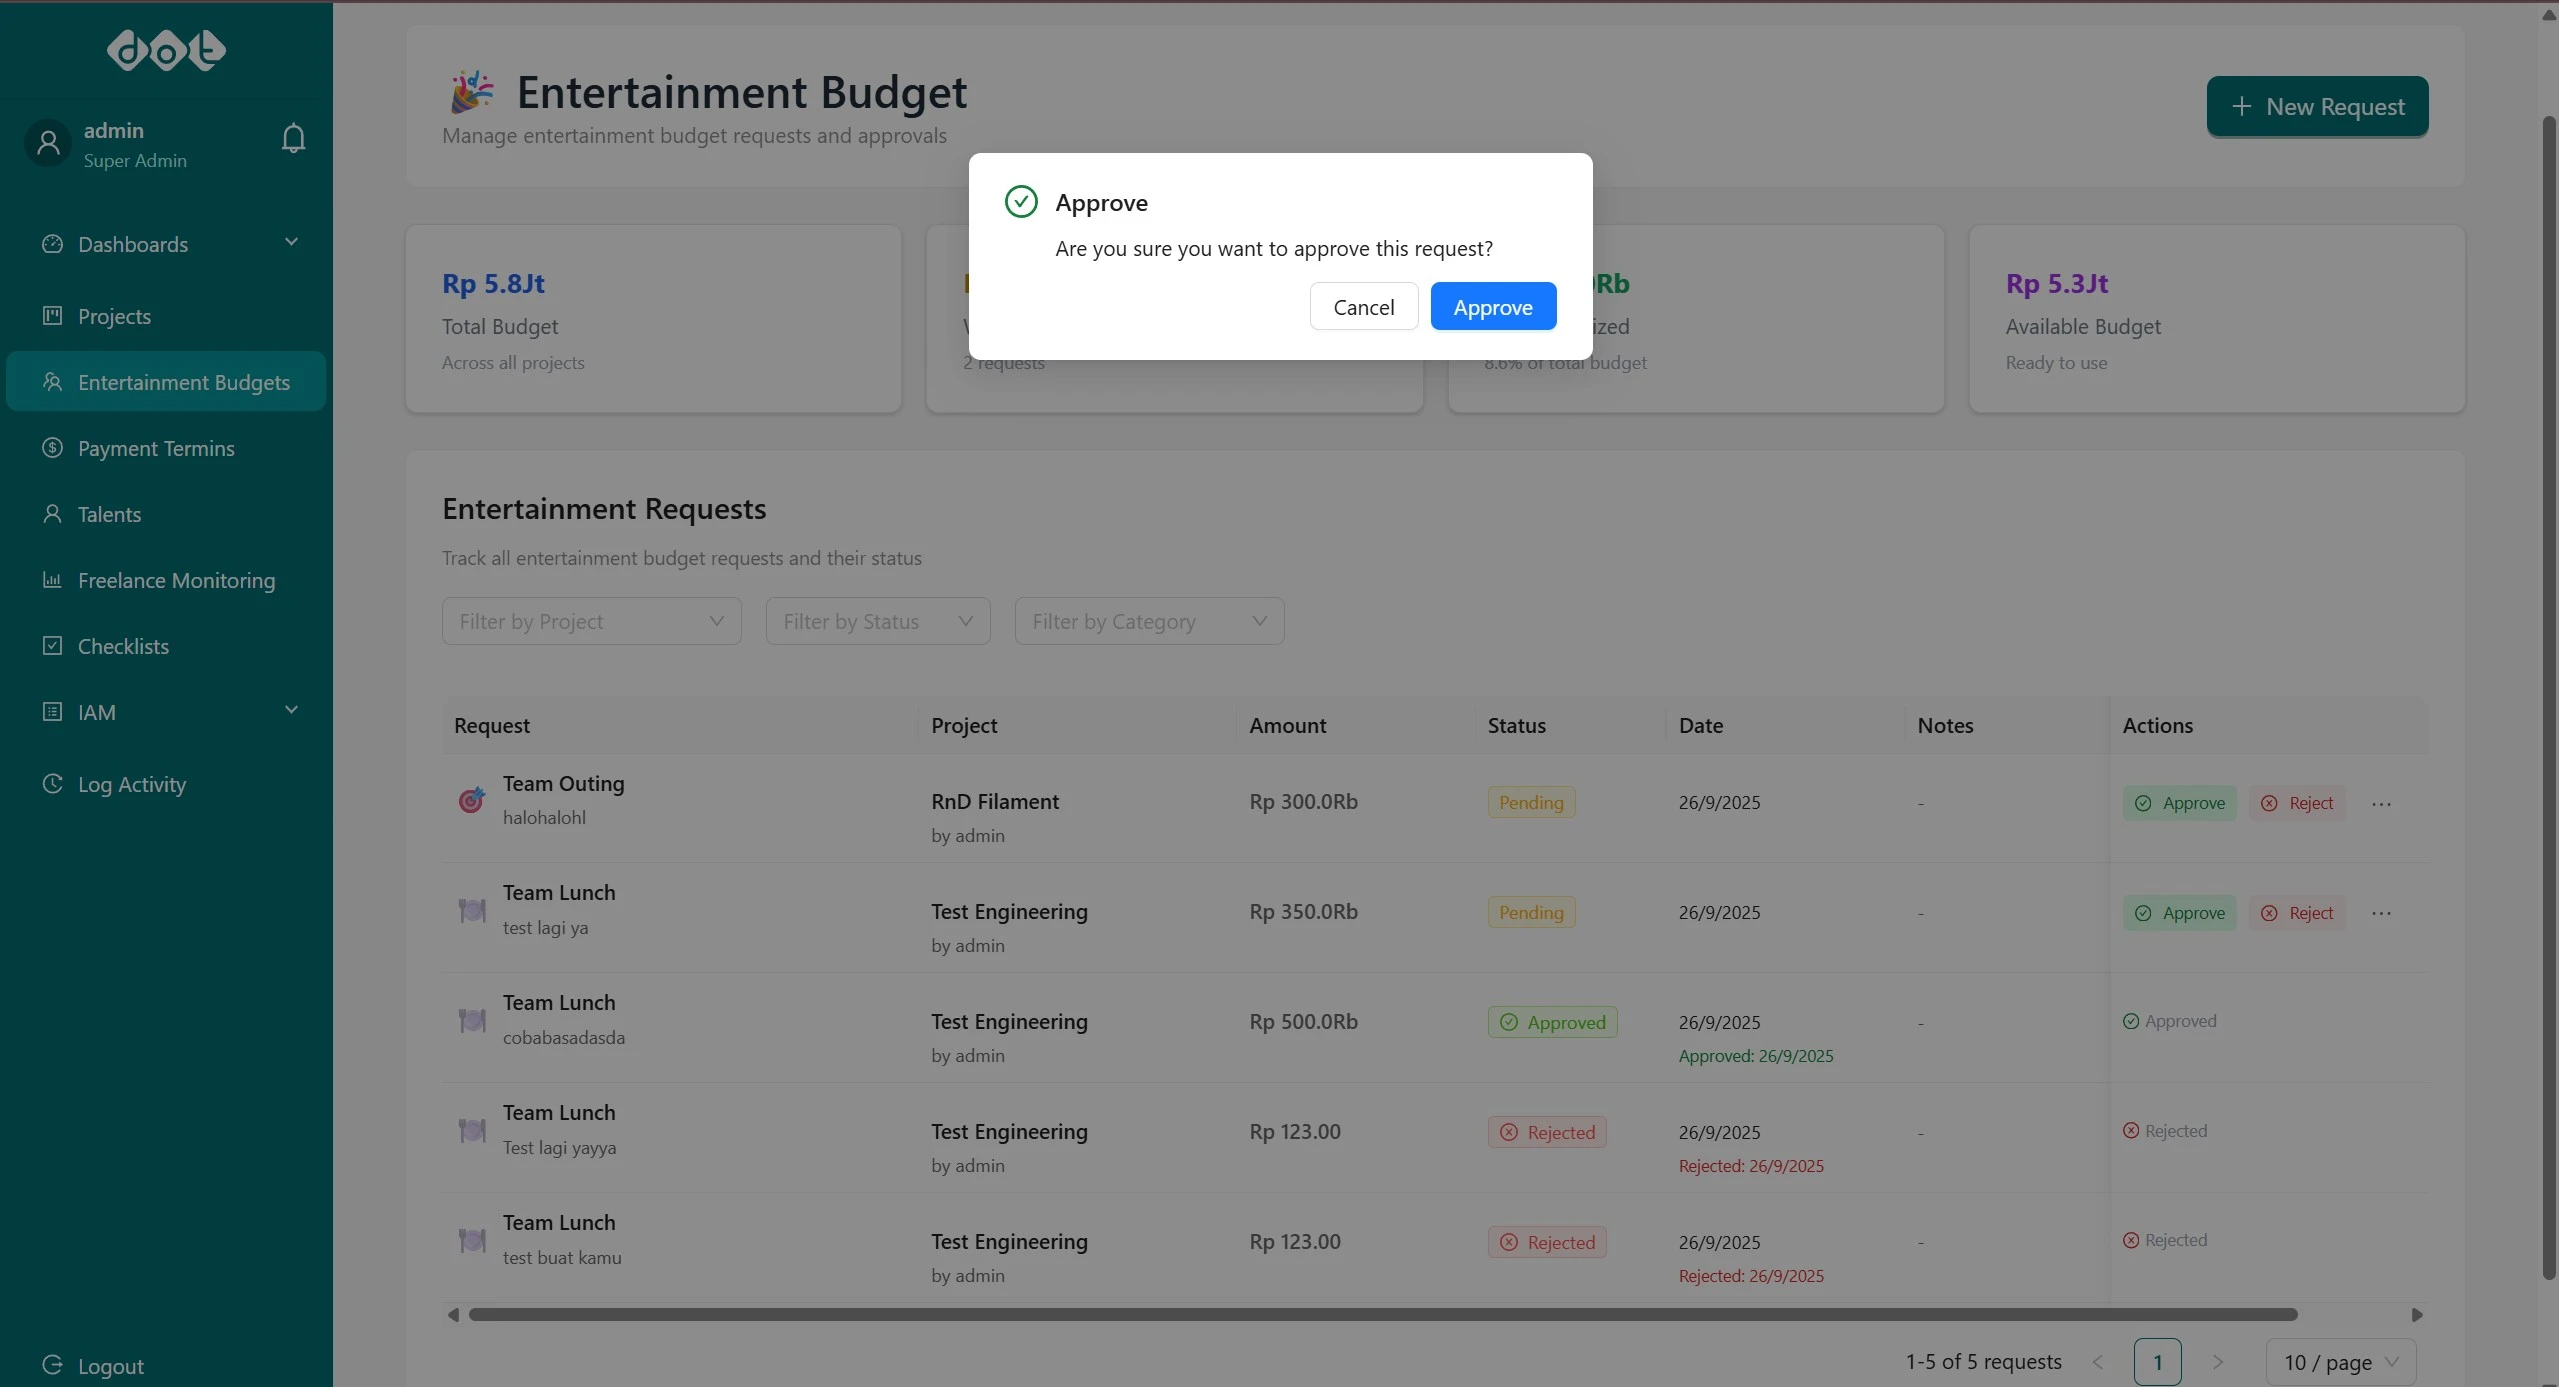 dot
admin
Super Admin
Dashboards
Projects
Entertainment Budgets
Payment Termins
Talents
Freelance Monitoring
Checklists
IAM
Log Activity
Logout
Entertainment Budget
Manage entertainment budget requests and approvals
+ New Request
Approve
Are you sure you want to approve this request?
Cancel
Approve
Rp 5.8Jt
Total Budget
Across all projects
2 requests
Rb
ized
8.6% of total budget
Rp 5.3Jt
Available Budget
Ready to use
Entertainment Requests
Track all entertainment budget requests and their status
Filter by Project
Filter by Status
Filter by Category
Request Project Amount Status Date Notes Actions
Team Outing
halohalohl
RnD Filament
by admin
Rp 300.0Rb
Pending
26/9/2025
-
Approve
Reject
...
Team Lunch
test lagi ya
Test Engineering
by admin
Rp 350.0Rb
Pending
26/9/2025
-
Approve
Reject
...
Team Lunch
cobabasadasda
Test Engineering
by admin
Rp 500.0Rb
Approved
26/9/2025
Approved: 26/9/2025
-
Approved
Team Lunch
Test lagi yayya
Test Engineering
by admin
Rp 123.00
Rejected
26/9/2025
Rejected: 26/9/2025
-
Rejected
Team Lunch
test buat kamu
Test Engineering
by admin
Rp 123.00
Rejected
26/9/2025
Rejected: 26/9/2025
-
Rejected
1-5 of 5 requests
1
10 / page